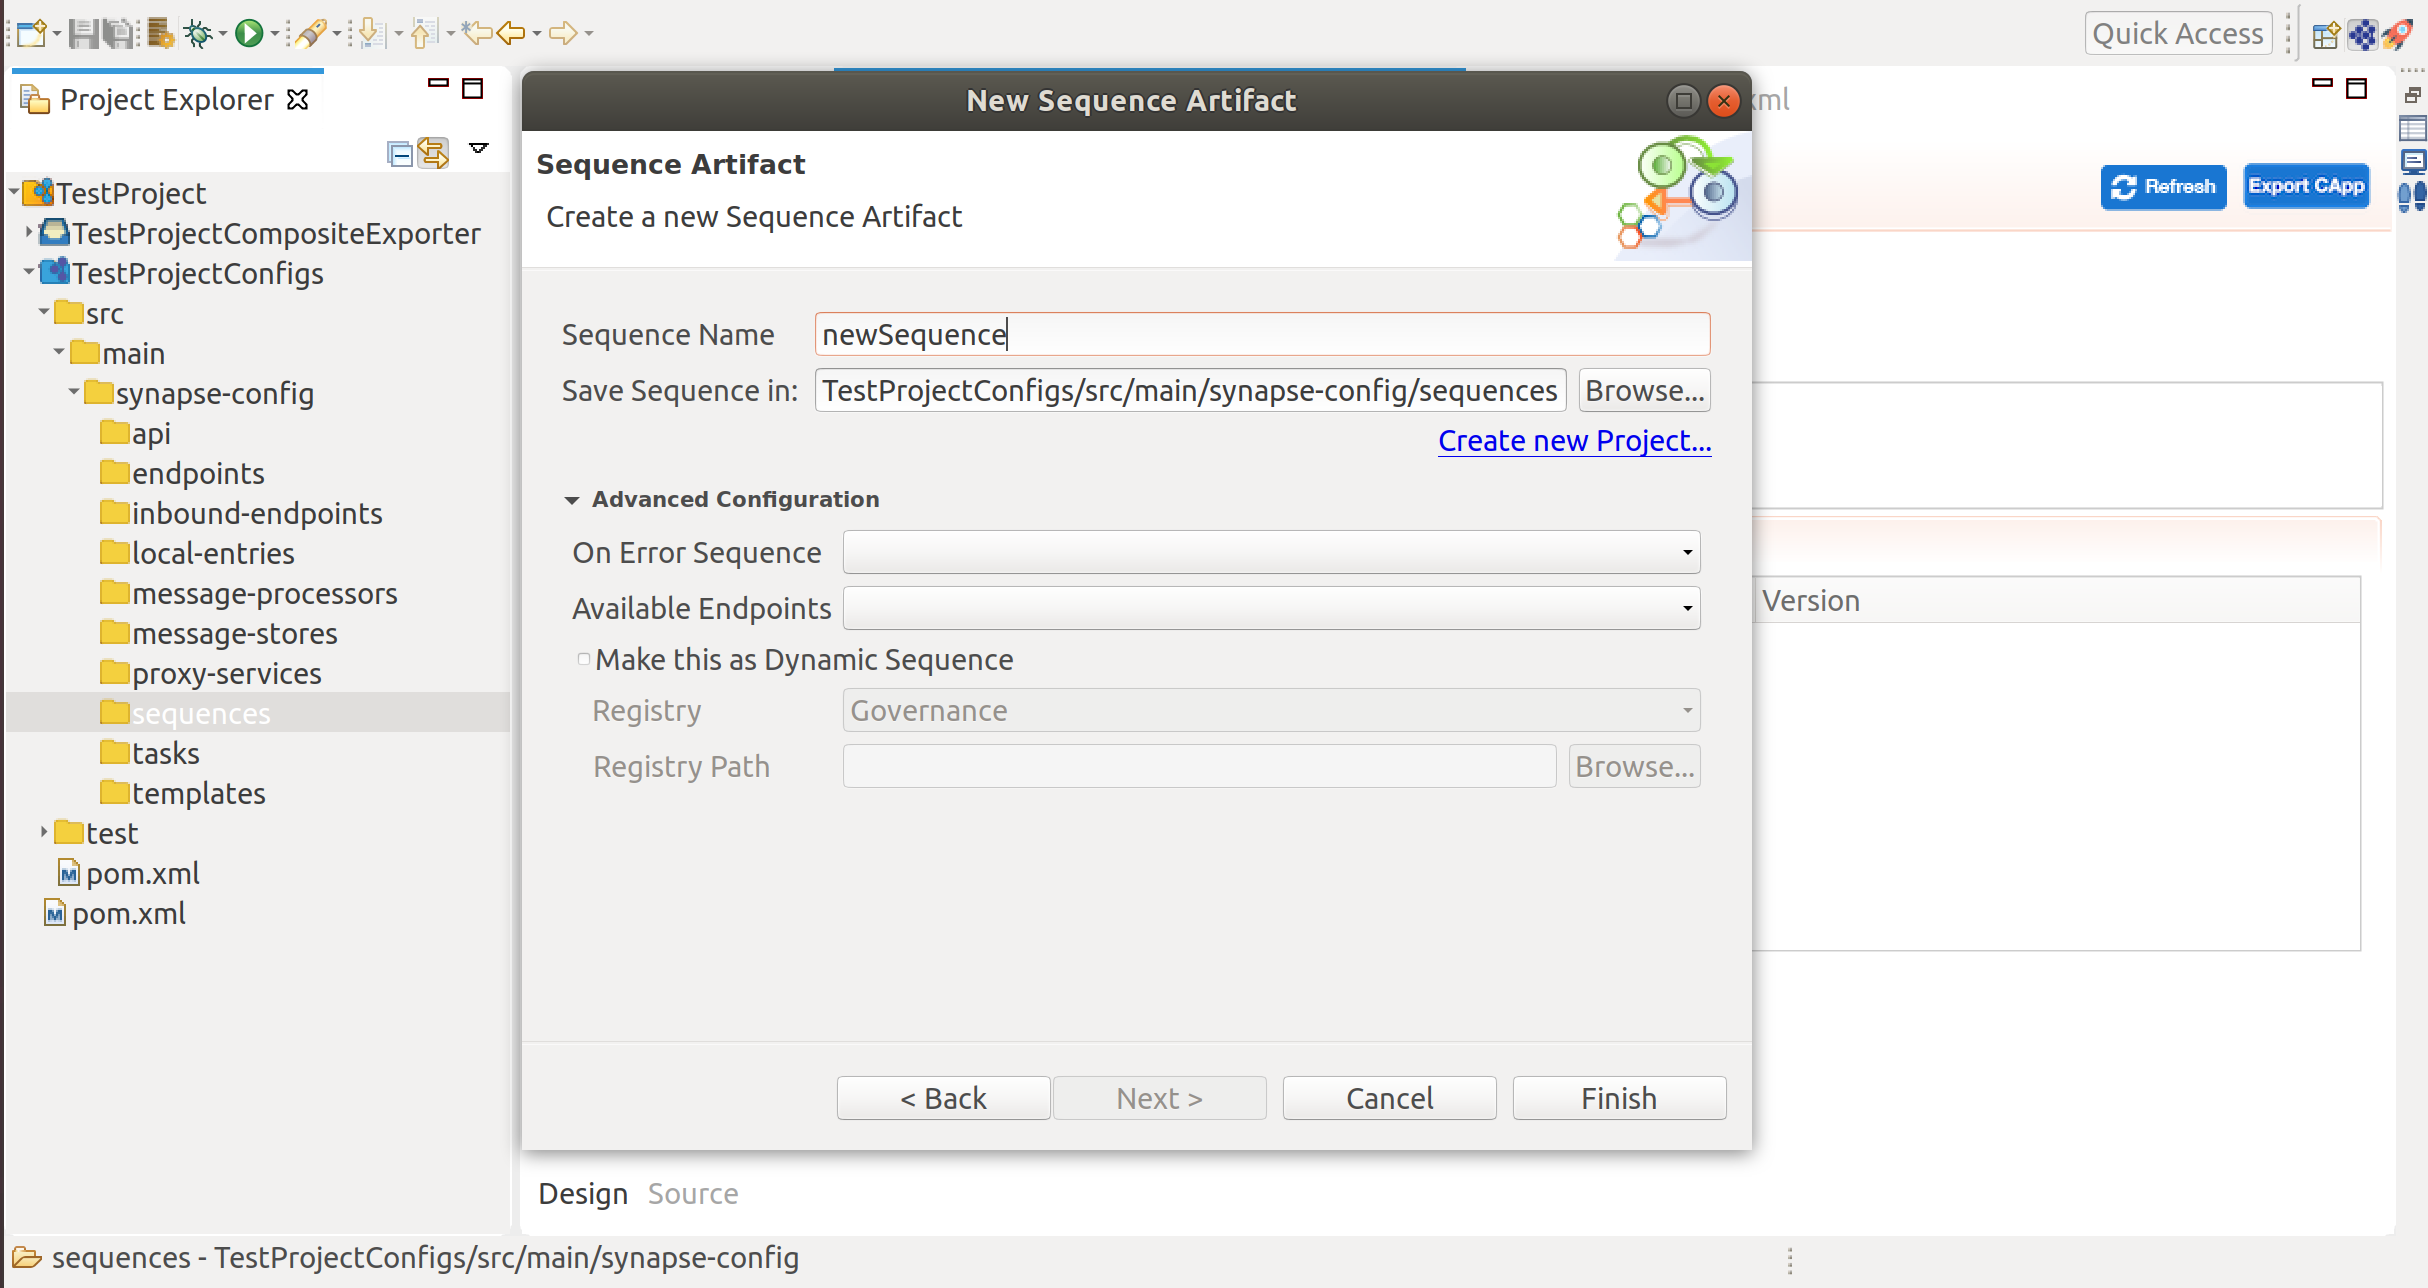 Quick Access
Project Explorer
TestProject
TestProjectCompositeExporter
TestProjectConfigs
src
main
synapse-config
api
endpoints
inbound-endpoints
local-entries
message-processors
message-stores
proxy-services
sequences
tasks
templates
test
pom.xml
pom.xml
New Sequence Artifact
Sequence Artifact
Create a new Sequence Artifact
Sequence Name
newSequence
Save Sequence in:
TestProjectConfigs/src/main/synapse-config/sequences
Browse...
Create new Project...
Advanced Configuration
On Error Sequence
Available Endpoints
Make this as Dynamic Sequence
Registry
Governance
Registry Path
Browse...
< Back
Next >
Cancel
Finish
Refresh
Export CApp
Version
Design
Source
sequences - TestProjectConfigs/src/main/synapse-config